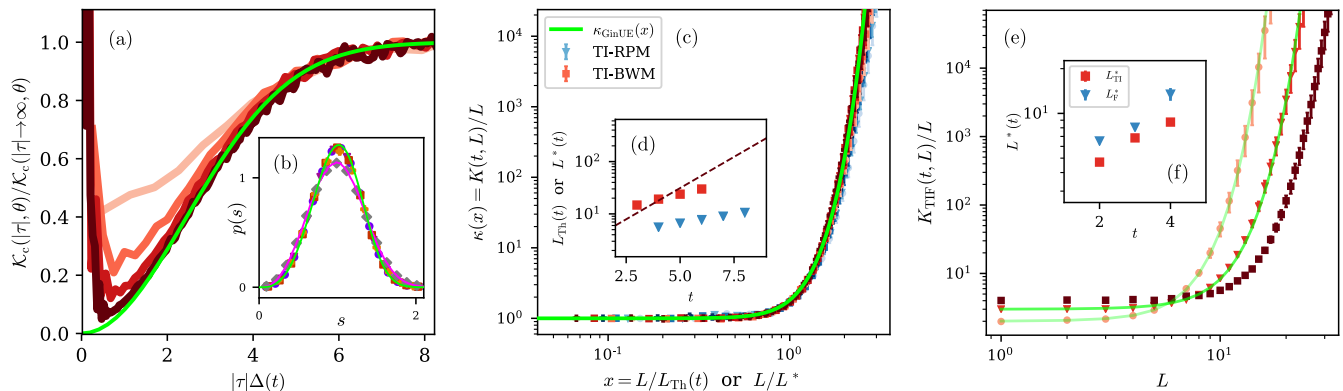 (a)
𝒦c(|τ|, θ)/𝒦c(|τ|→∞, θ)
1.0
0.8
0.6
0.4
0.2
0.0
0 2 4 6 8
|τ|Δ(t)
(b)
p(s)
1
0
0 2
s
(c)
κGinUE(x)
TI-RPM
TI-BWM
κ(x) = K(t, L)/L
10⁴
10³
10²
10¹
10⁰
10⁻¹ 10⁰
x = L/LTh(t) or L/L*
(d)
LTh(t) or L*(t)
10²
10¹
2.5 5.0 7.5
t
(e)
KTIF(t, L)/L
10⁴
10³
10²
10¹
10⁰ 10¹
L
L*TI
L*F
(f)
L*(t)
10¹
2 4
t